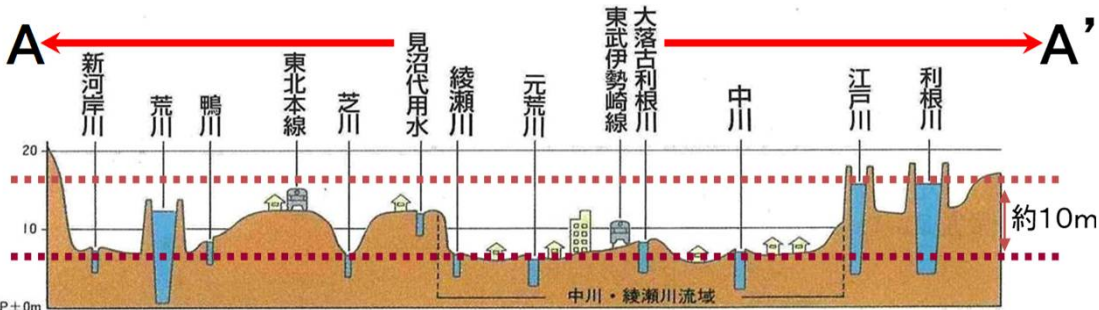 A
A’
新河岸川
荒川
鴨川
東北本線
芝川
見沼代用水
綾瀬川
元荒川
東武伊勢崎線
大落古利根川
中川
江戸川
利根川
20
10
約10m
中川・綾瀬川流域
P±0m